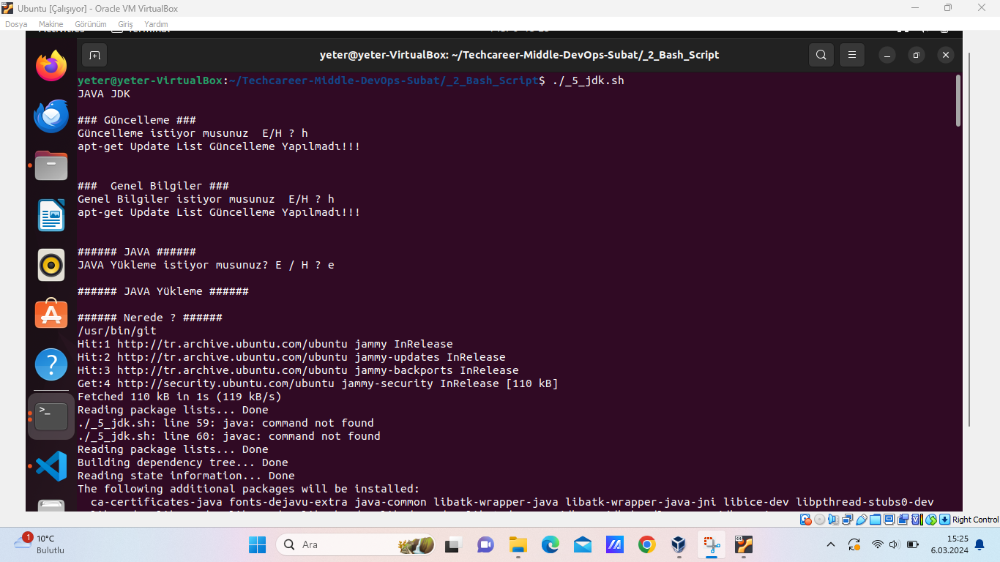 Ubuntu [Çalışıyor] - Oracle VM VirtualBox
Dosya Makine Görünüm Giriş Yardım
yeter@yeter-VirtualBox: ~/Techcareer-Middle-DevOps-Subat/_2_Bash_Script
yeter@yeter-VirtualBox:~/Techcareer-Middle-DevOps-Subat/_2_Bash_Script$ ./_5_jdk.sh
JAVA JDK
### Güncelleme ###
Güncelleme istiyor musunuz  E/H ? h
apt-get Update List Güncelleme Yapılmadı!!!
###  Genel Bilgiler ###
Genel Bilgiler istiyor musunuz  E/H ? h
apt-get Update List Güncelleme Yapılmadı!!!
###### JAVA ######
JAVA Yükleme istiyor musunuz? E / H ? e
###### JAVA Yükleme ######
###### Nerede ? ######
/usr/bin/git
Hit:1 http://tr.archive.ubuntu.com/ubuntu jammy InRelease
Hit:2 http://tr.archive.ubuntu.com/ubuntu jammy-updates InRelease
Hit:3 http://tr.archive.ubuntu.com/ubuntu jammy-backports InRelease
Get:4 http://security.ubuntu.com/ubuntu jammy-security InRelease [110 kB]
Fetched 110 kB in 1s (119 kB/s)
Reading package lists... Done
./_5_jdk.sh: line 59: java: command not found
./_5_jdk.sh: line 60: javac: command not found
Reading package lists... Done
Building dependency tree... Done
Reading state information... Done
The following additional packages will be installed:
  ca-certificates-java fonts-dejavu-extra java-common libatk-wrapper-java libatk-wrapper-java-jni libice-dev libpthread-stubs0-dev
Right Control
1
10°C
Bulutlu
Ara
15:25
6.03.2024